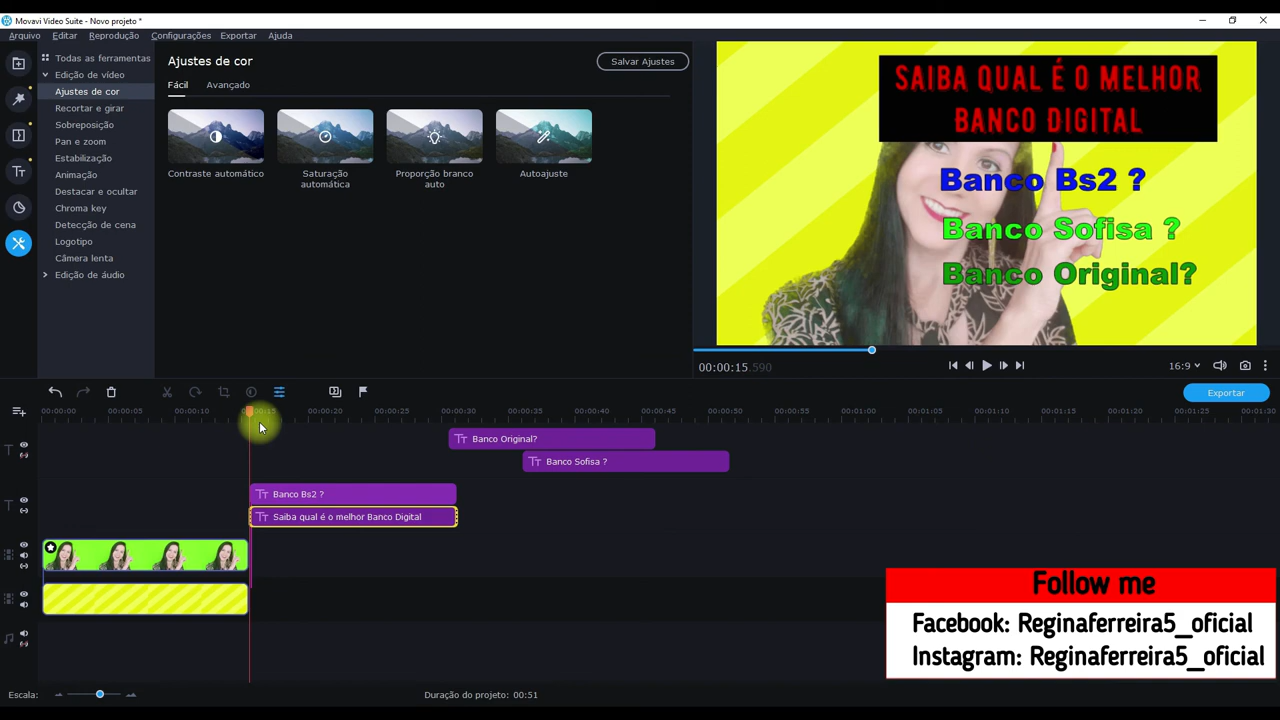 Movavi Video Suite - Novo projeto *
Arquivo Editar Reprodução Configurações Exportar Ajuda
Todas as ferramentas
Edição de vídeo
Ajustes de cor
Recortar e girar
Sobreposição
Pan e zoom
Estabilização
Animação
Destacar e ocultar
Chroma key
Detecção de cena
Logotipo
Câmera lenta
Edição de áudio
Ajustes de cor
Salvar Ajustes
Fácil Avançado
Contraste automático
Saturação automática
Proporção branco auto
Autoajuste
SAIBA QUAL É O MELHOR
BANCO DIGITAL
Banco Bs2 ?
Banco Sofisa ?
Banco Original?
00:00:15.590
16:9
Exportar
00:00:00 00:00:05 00:00:10 00:00:15 00:00:20 00:00:25 00:00:30 00:00:35 00:00:40 00:00:45 00:00:50 00:00:55 00:01:00 00:01:05 00:01:10 00:01:15 00:01:20 00:01:25 00:01:30
Banco Original?
Banco Sofisa ?
Banco Bs2 ?
Saiba qual é o melhor Banco Digital
Follow me
Facebook: Reginaferreira5_oficial
Instagram: Reginaferreira5_oficial
Escala:
Duração do projeto: 00:51